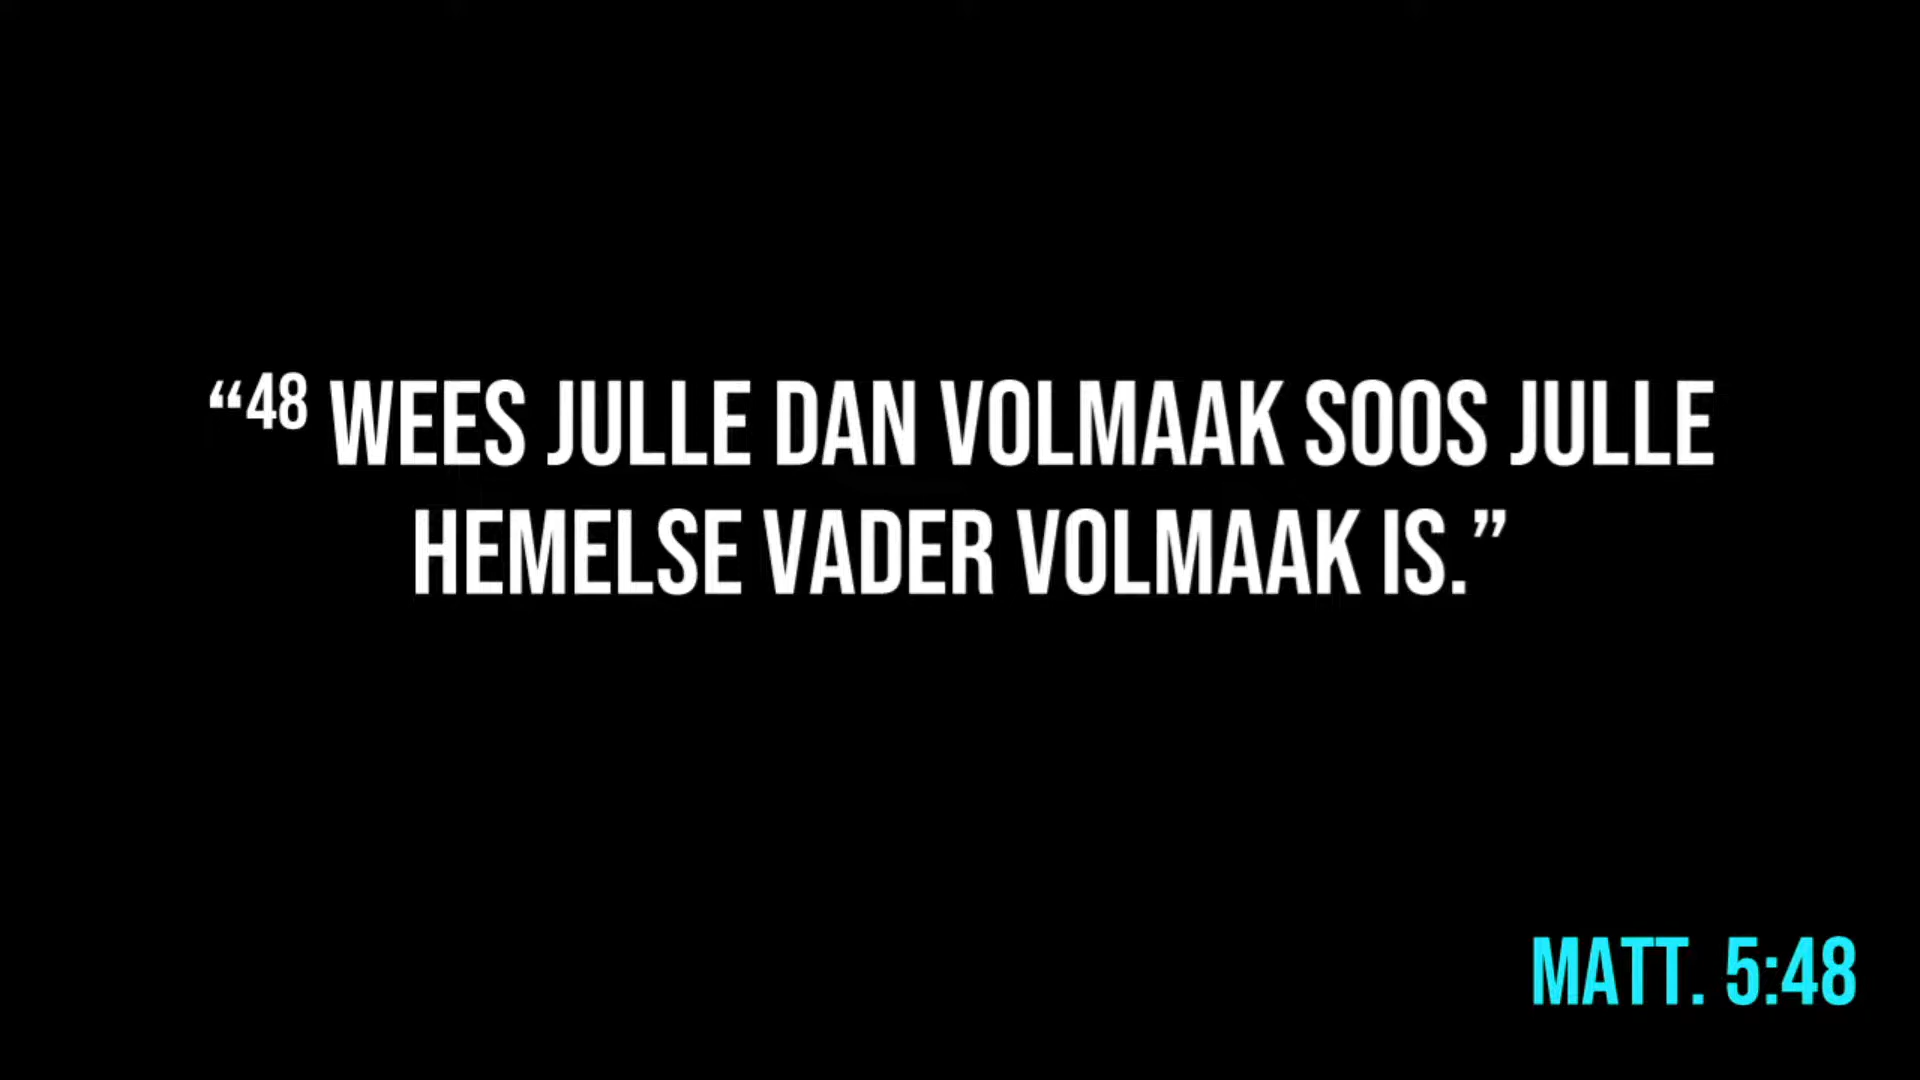 “48 WEES JULLE DAN VOLMAAK SOOS JULLE
HEMELSE VADER VOLMAAK IS.”
MATT. 5:48